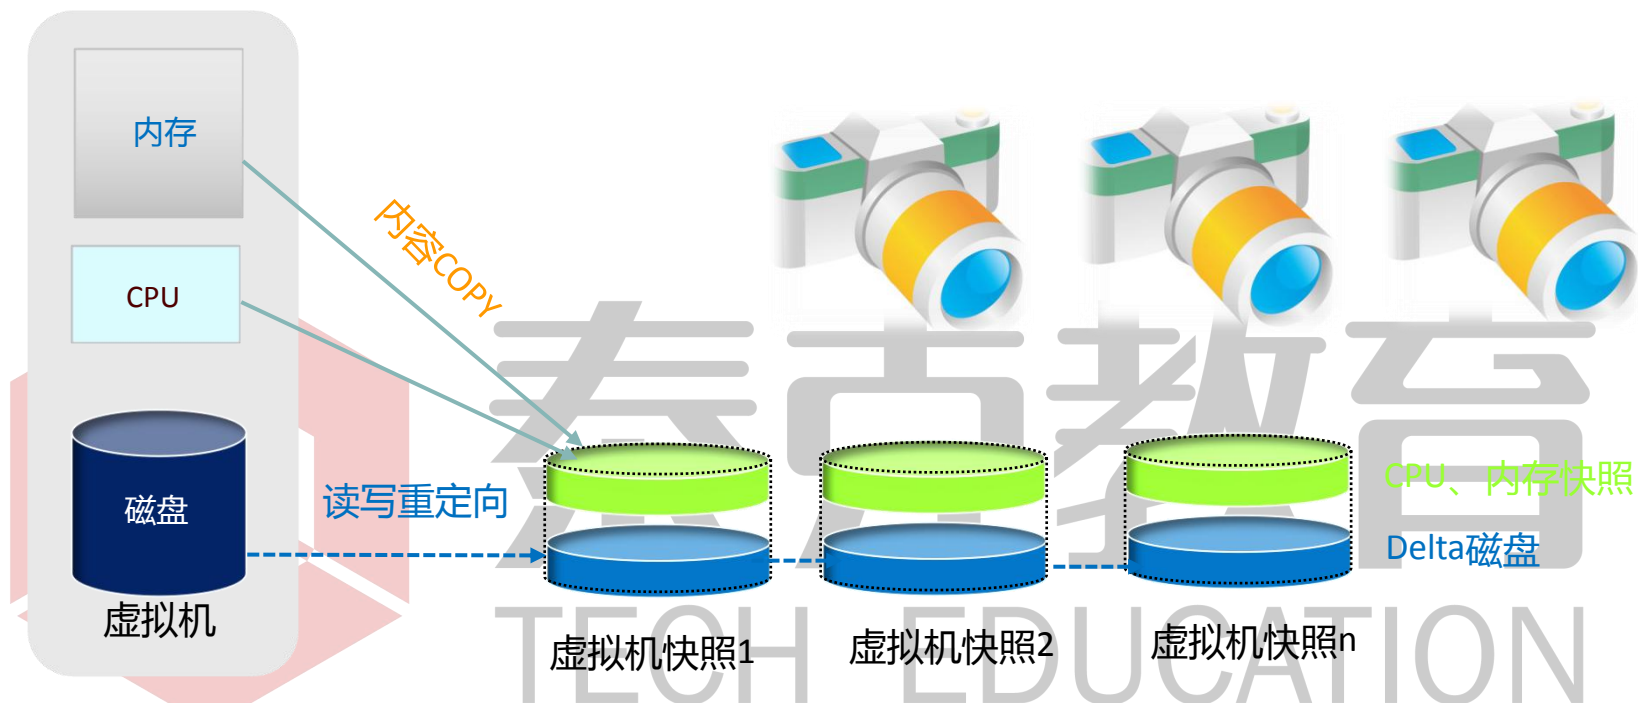 内存
CPU
磁盘
虚拟机
内容COPY
读写重定向
CPU、内存快照
Delta磁盘
虚拟机快照1
虚拟机快照2
虚拟机快照n
泰克教育
TECH EDUCATION